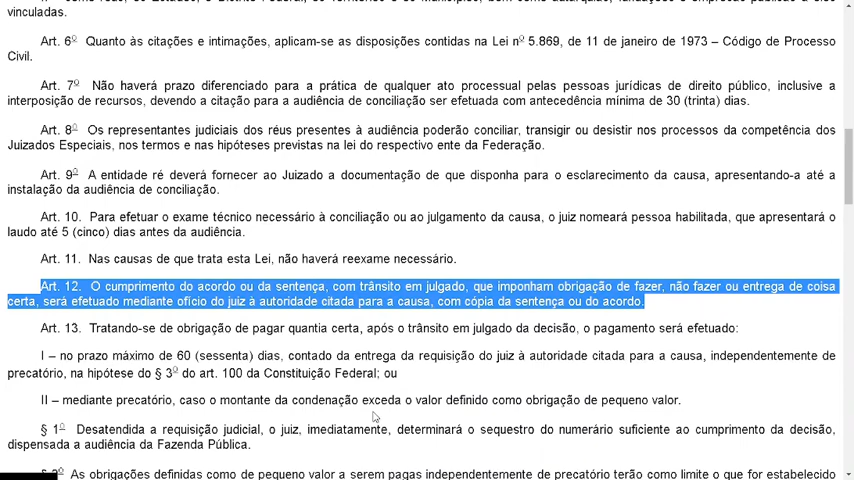 vinculadas.
Art. 6º Quanto às citações e intimações, aplicam-se as disposições contidas na Lei nº 5.869, de 11 de janeiro de 1973 – Código de Processo
Civil.
Art. 7º Não haverá prazo diferenciado para a prática de qualquer ato processual pelas pessoas jurídicas de direito público, inclusive a
interposição de recursos, devendo a citação para a audiência de conciliação ser efetuada com antecedência mínima de 30 (trinta) dias.
Art. 8º Os representantes judiciais dos réus presentes à audiência poderão conciliar, transigir ou desistir nos processos da competência dos
Juizados Especiais, nos termos e nas hipóteses previstas na lei do respectivo ente da Federação.
Art. 9º A entidade ré deverá fornecer ao Juizado a documentação de que disponha para o esclarecimento da causa, apresentando-a até a
instalação da audiência de conciliação.
Art. 10. Para efetuar o exame técnico necessário à conciliação ou ao julgamento da causa, o juiz nomeará pessoa habilitada, que apresentará o
laudo até 5 (cinco) dias antes da audiência.
Art. 11. Nas causas de que trata esta Lei, não haverá reexame necessário.
Art. 12. O cumprimento do acordo ou da sentença, com trânsito em julgado, que imponham obrigação de fazer, não fazer ou entrega de coisa
certa, será efetuado mediante ofício do juiz à autoridade citada para a causa, com cópia da sentença ou do acordo.
Art. 13. Tratando-se de obrigação de pagar quantia certa, após o trânsito em julgado da decisão, o pagamento será efetuado:
I – no prazo máximo de 60 (sessenta) dias, contado da entrega da requisição do juiz à autoridade citada para a causa, independentemente de
precatório, na hipótese do § 3º do art. 100 da Constituição Federal; ou
II – mediante precatório, caso o montante da condenação exceda o valor definido como obrigação de pequeno valor.
§ 1º Desatendida a requisição judicial, o juiz, imediatamente, determinará o sequestro do numerário suficiente ao cumprimento da decisão,
dispensada a audiência da Fazenda Pública.
§ 2º As obrigações definidas como de pequeno valor a serem pagas independentemente de precatório terão como limite o que for estabelecido